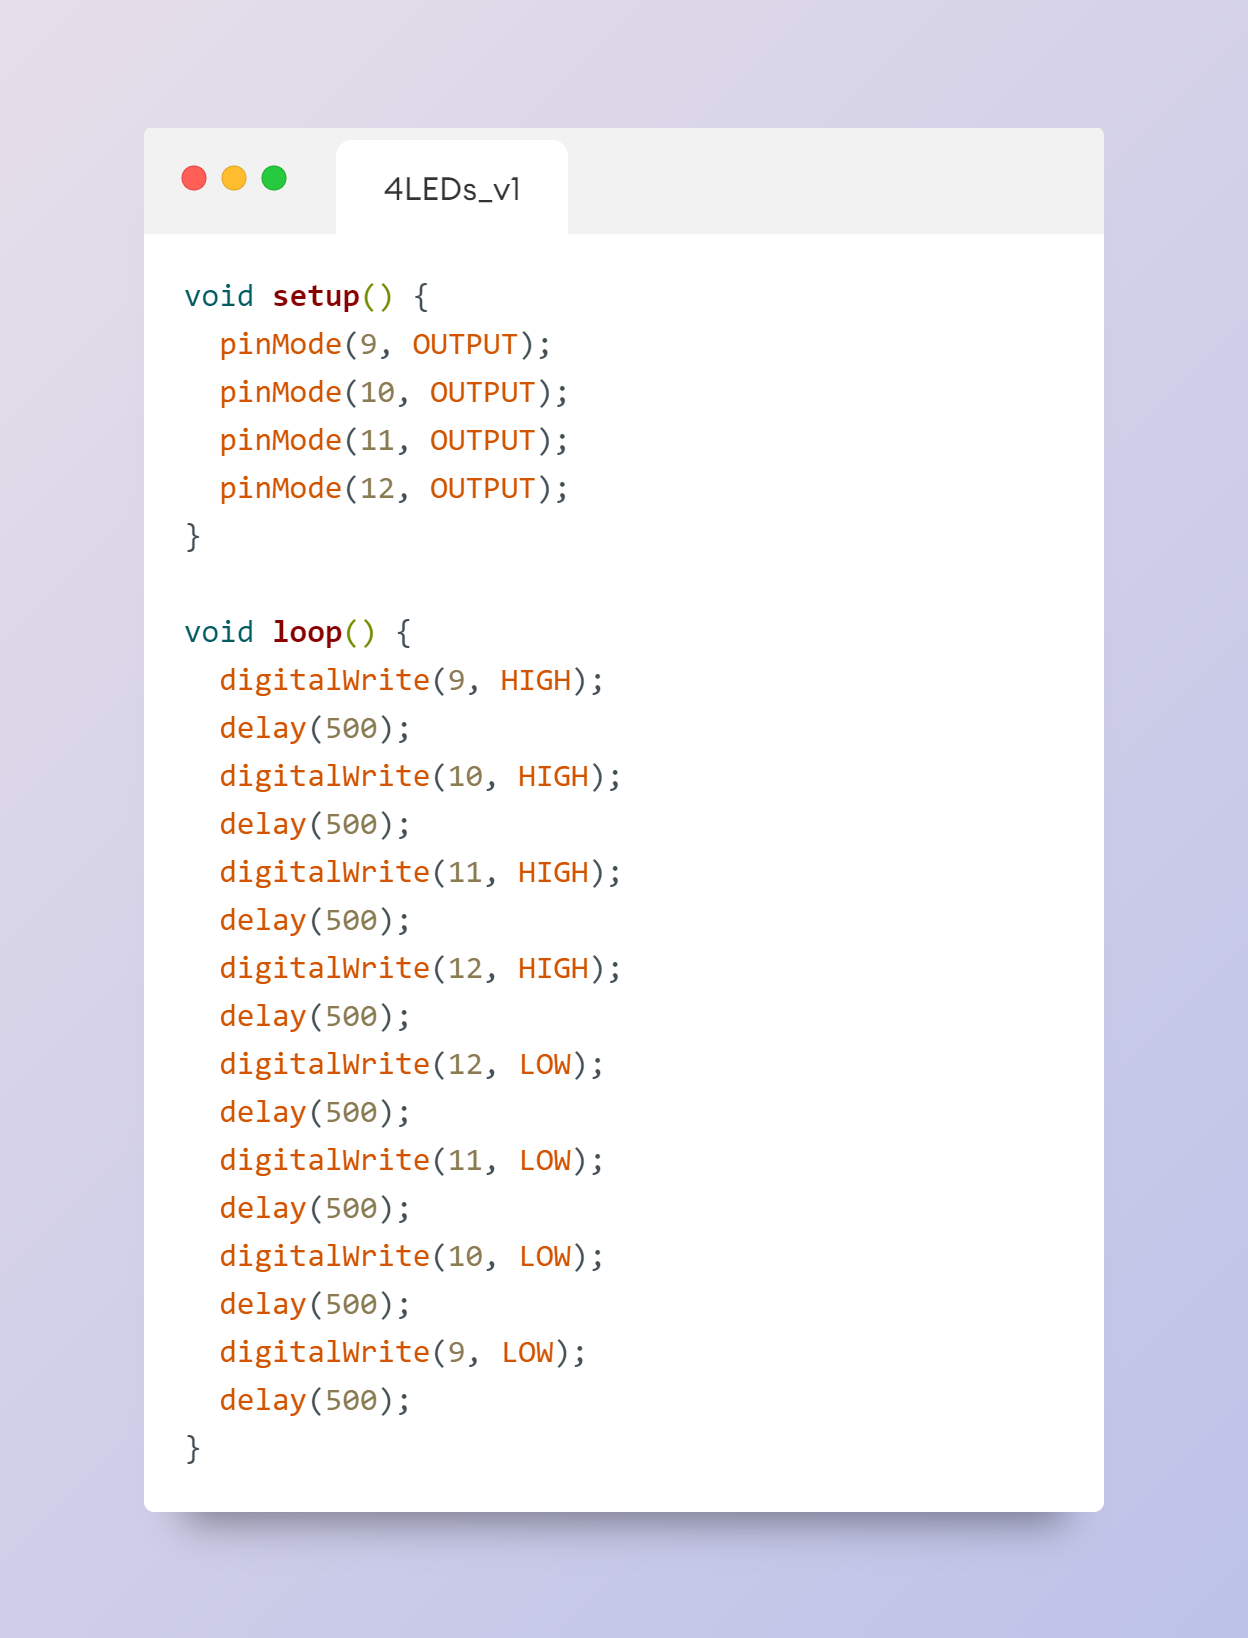 4LEDs_v1
void setup() {
  pinMode(9, OUTPUT);
  pinMode(10, OUTPUT);
  pinMode(11, OUTPUT);
  pinMode(12, OUTPUT);
}

void loop() {
  digitalWrite(9, HIGH);
  delay(500);
  digitalWrite(10, HIGH);
  delay(500);
  digitalWrite(11, HIGH);
  delay(500);
  digitalWrite(12, HIGH);
  delay(500);
  digitalWrite(12, LOW);
  delay(500);
  digitalWrite(11, LOW);
  delay(500);
  digitalWrite(10, LOW);
  delay(500);
  digitalWrite(9, LOW);
  delay(500);
}